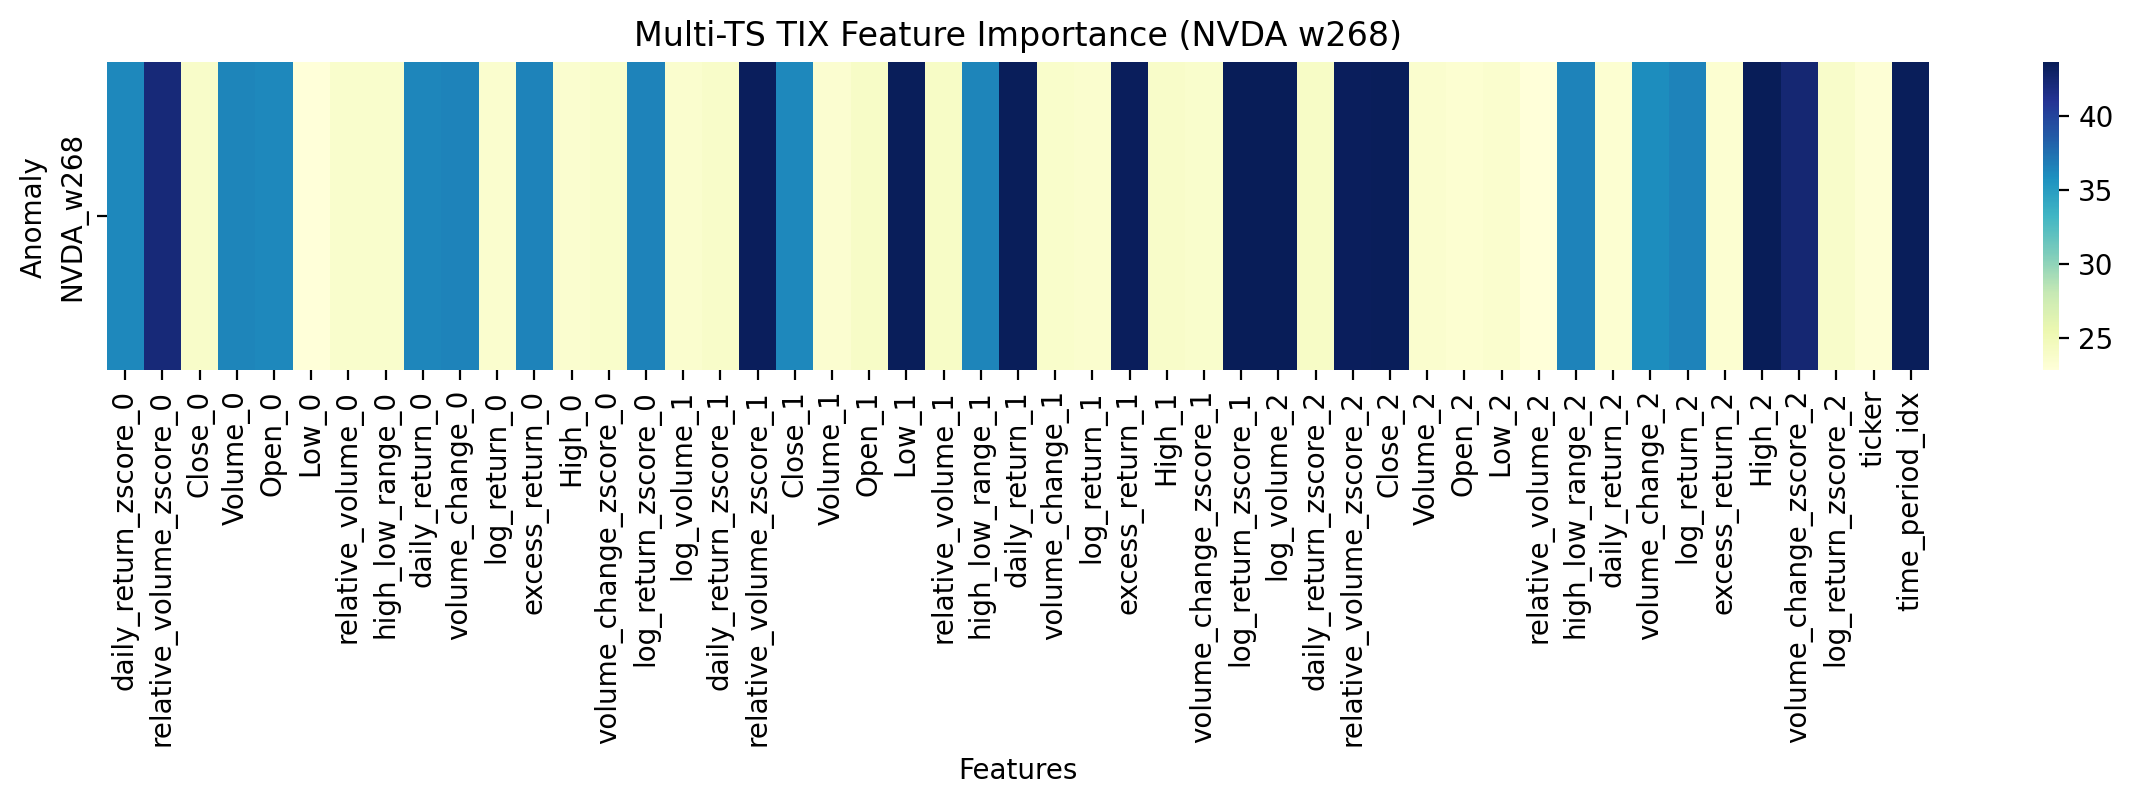 Multi-TS TIX Feature Importance (NVDA w268)
Anomaly
NVDA_w268
40
35
30
25
daily_return_zscore_0
relative_volume_zscore_0
Close_0
Volume_0
Open_0
Low_0
relative_volume_0
high_low_range_0
daily_return_0
volume_change_0
log_return_0
excess_return_0
High_0
volume_change_zscore_0
log_return_zscore_0
log_volume_1
daily_return_zscore_1
relative_volume_zscore_1
Close_1
Volume_1
Open_1
Low_1
relative_volume_1
high_low_range_1
daily_return_1
volume_change_1
log_return_1
excess_return_1
High_1
volume_change_zscore_1
log_return_zscore_1
log_volume_2
daily_return_zscore_2
relative_volume_zscore_2
Close_2
Volume_2
Open_2
Low_2
relative_volume_2
high_low_range_2
daily_return_2
volume_change_2
log_return_2
excess_return_2
High_2
volume_change_zscore_2
log_return_zscore_2
ticker
time_period_idx
Features